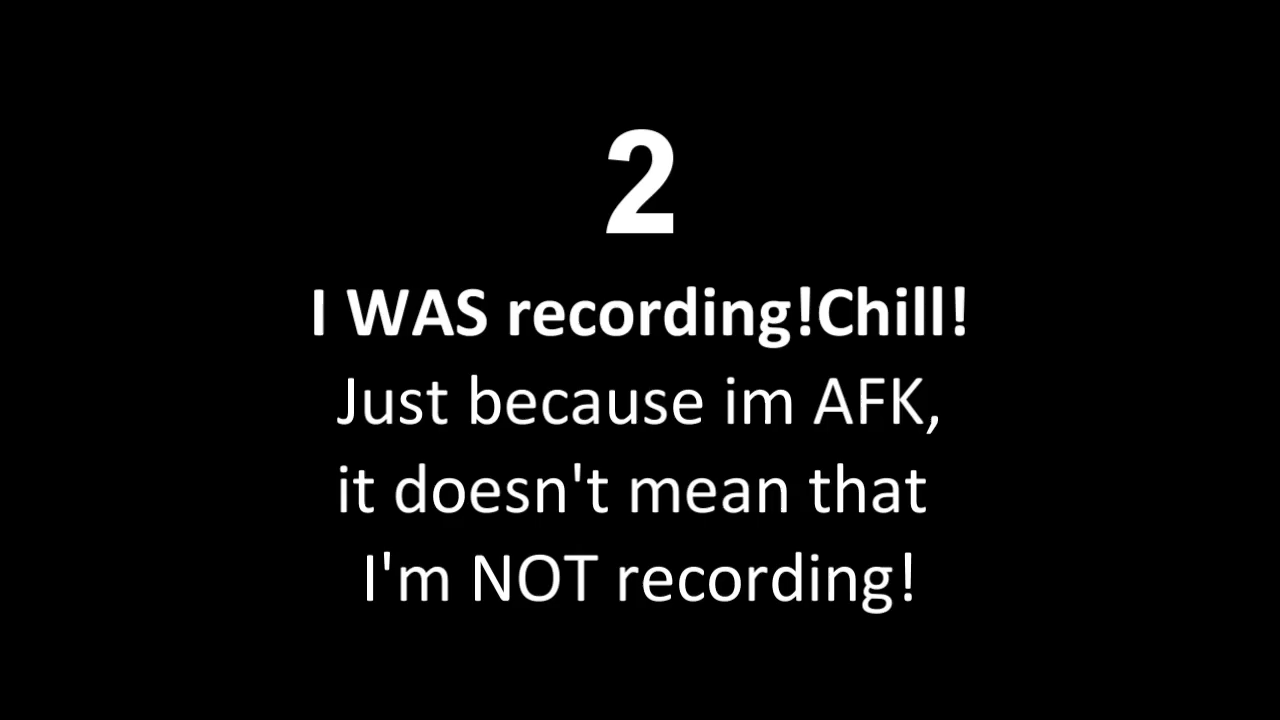 2
I WAS recording!Chill!
Just because im AFK,
it doesn't mean that
I'm NOT recording!